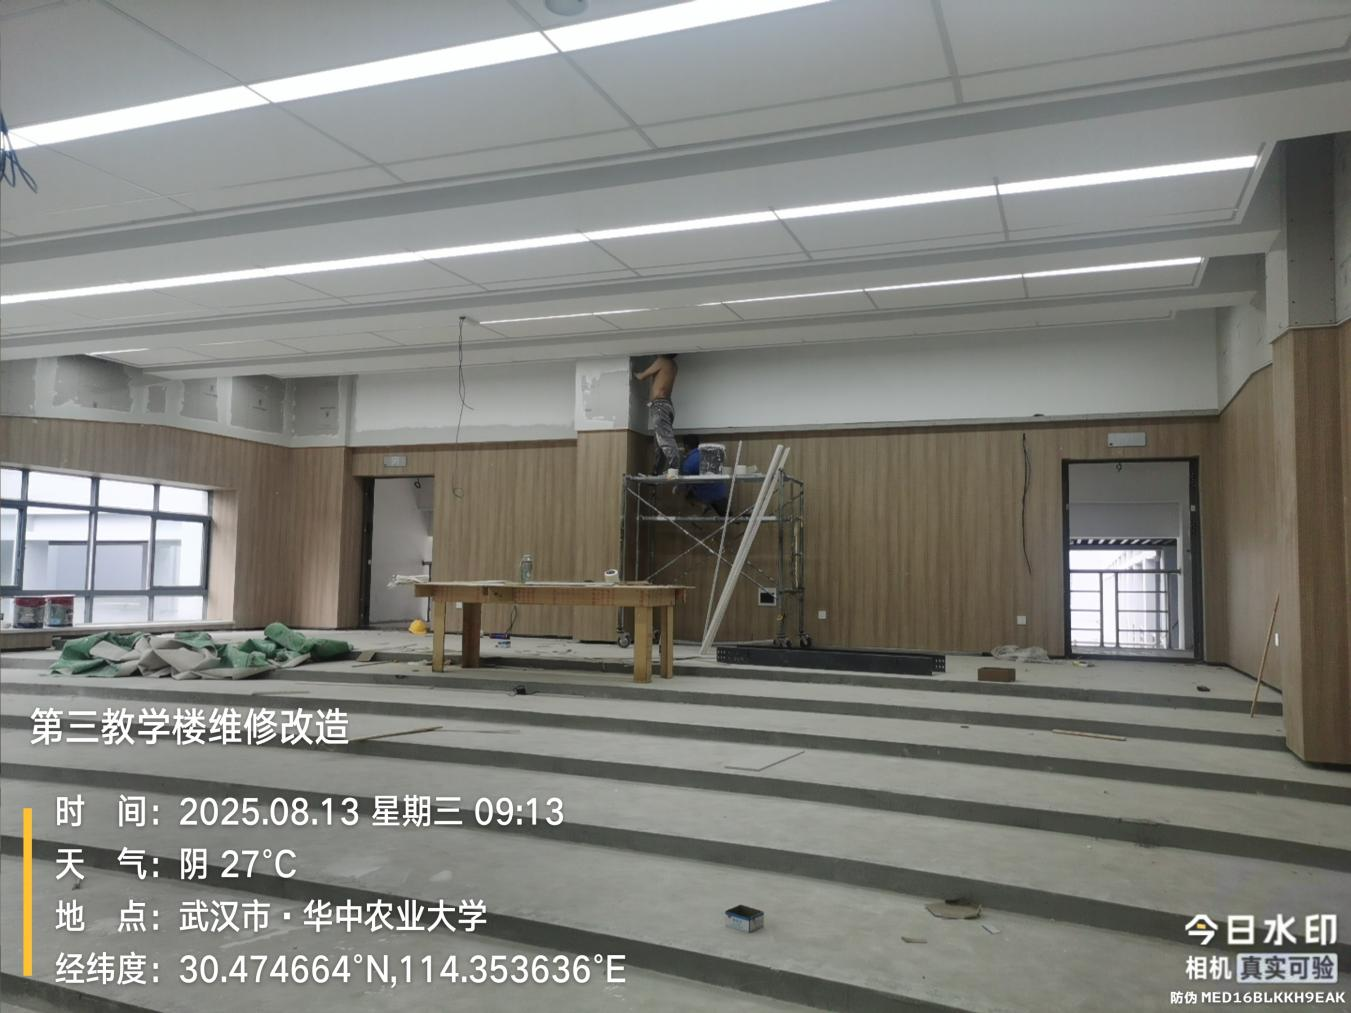 第三教学楼维修改造
时 间：2025.08.13 星期三 09:13
天 气：阴 27°C
地 点：武汉市·华中农业大学
经纬度：30.474664°N,114.353636°E
今日水印
相机 真实可验
防伪 MED16BLKKH9EAK